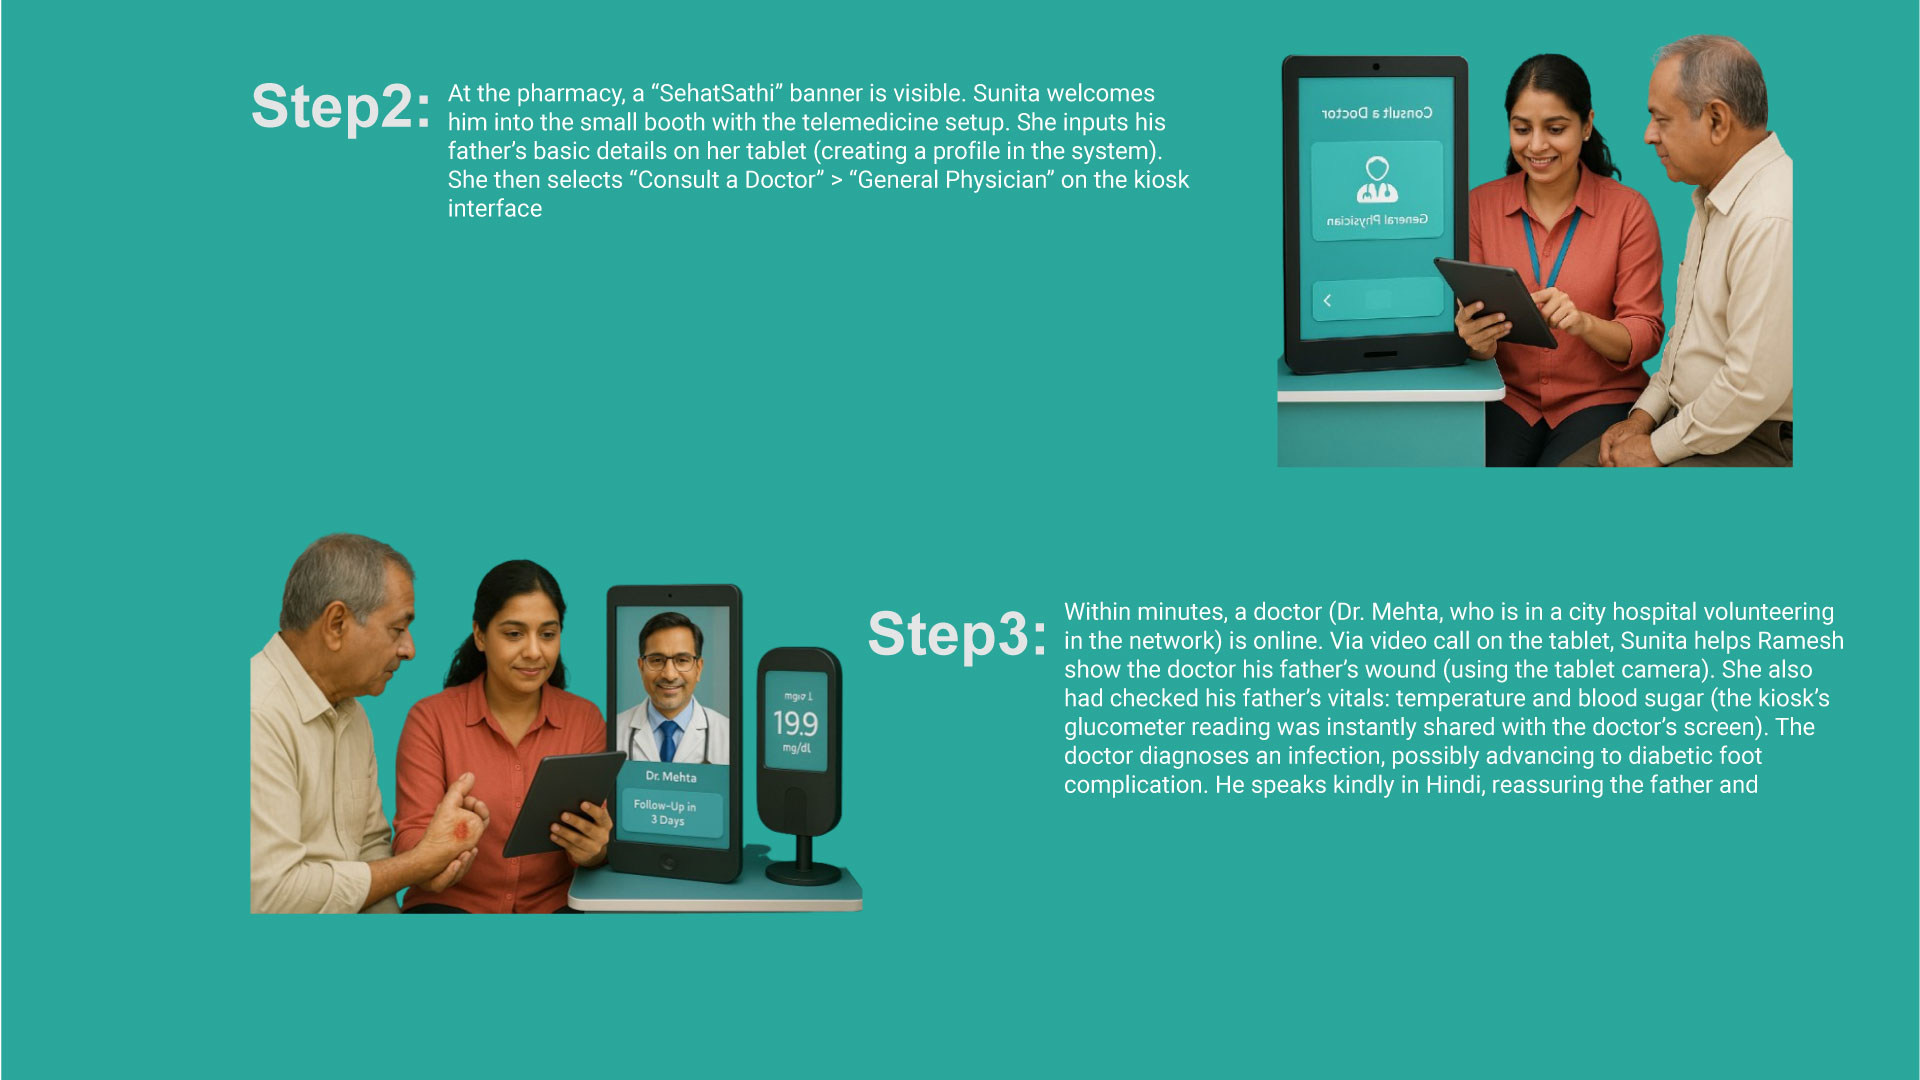 Step2:
At the pharmacy, a “SehatSathi” banner is visible. Sunita welcomes
him into the small booth with the telemedicine setup. She inputs his
father’s basic details on her tablet (creating a profile in the system).
She then selects “Consult a Doctor” > “General Physician” on the kiosk
interface
Consult a Doctor
General Physician
Step3:
Within minutes, a doctor (Dr. Mehta, who is in a city hospital volunteering
in the network) is online. Via video call on the tablet, Sunita helps Ramesh
show the doctor his father’s wound (using the tablet camera). She also
had checked his father’s vitals: temperature and blood sugar (the kiosk’s
glucometer reading was instantly shared with the doctor’s screen). The
doctor diagnoses an infection, possibly advancing to diabetic foot
complication. He speaks kindly in Hindi, reassuring the father and
Dr. Mehta
Follow-Up in
3 Days
19.9
mg/dL